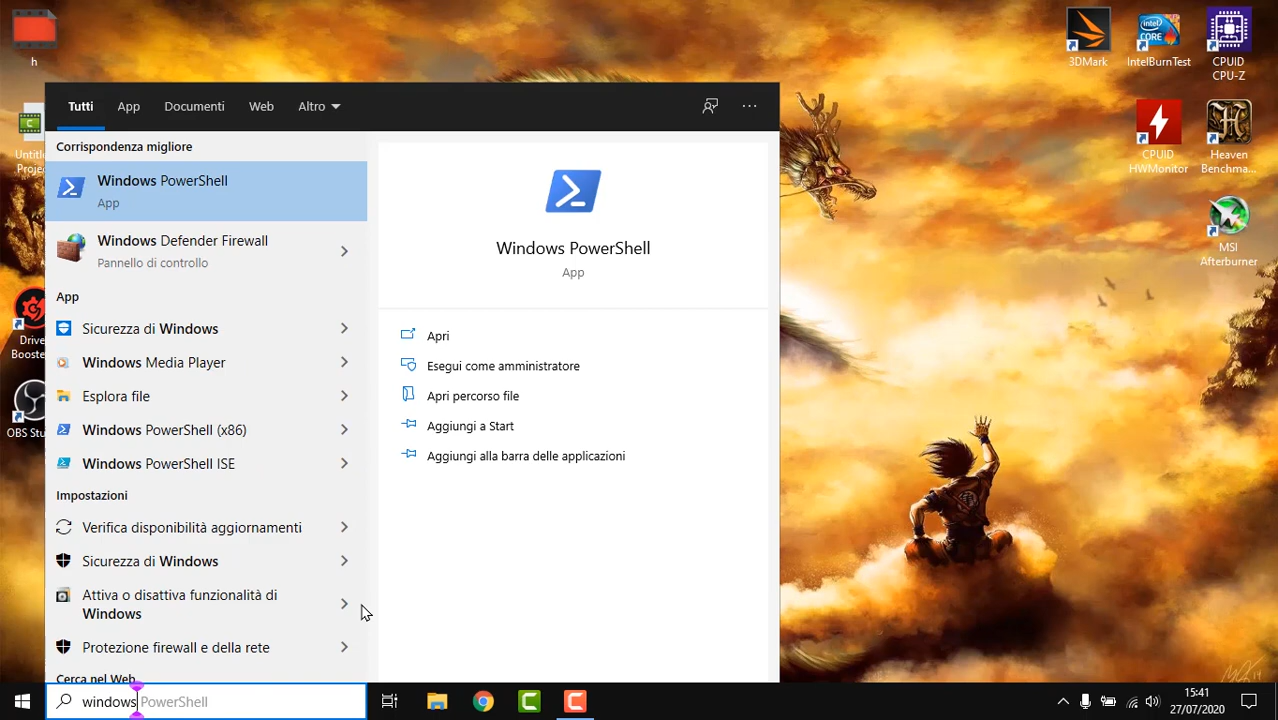 h
3DMark
IntelBurnTest
CPUID
CPU-Z
Tutti
App
Documenti
Web
Altro
Corrispondenza migliore
Windows PowerShell
App
Windows Defender Firewall
Pannello di controllo
App
Sicurezza di Windows
Windows Media Player
Esplora file
Windows PowerShell (x86)
Windows PowerShell ISE
Impostazioni
Verifica disponibilità aggiornamenti
Sicurezza di Windows
Attiva o disattiva funzionalità di
Windows
Protezione firewall e della rete
Cerca nel Web
Windows PowerShell
App
Apri
Esegui come amministratore
Apri percorso file
Aggiungi a Start
Aggiungi alla barra delle applicazioni
Untitl
Projec
Drive
Boost
OBS Stu
CPUID
HWMonitor
Heaven
Benchma...
MSI
Afterburner
windows PowerShell
15:41
27/07/2020